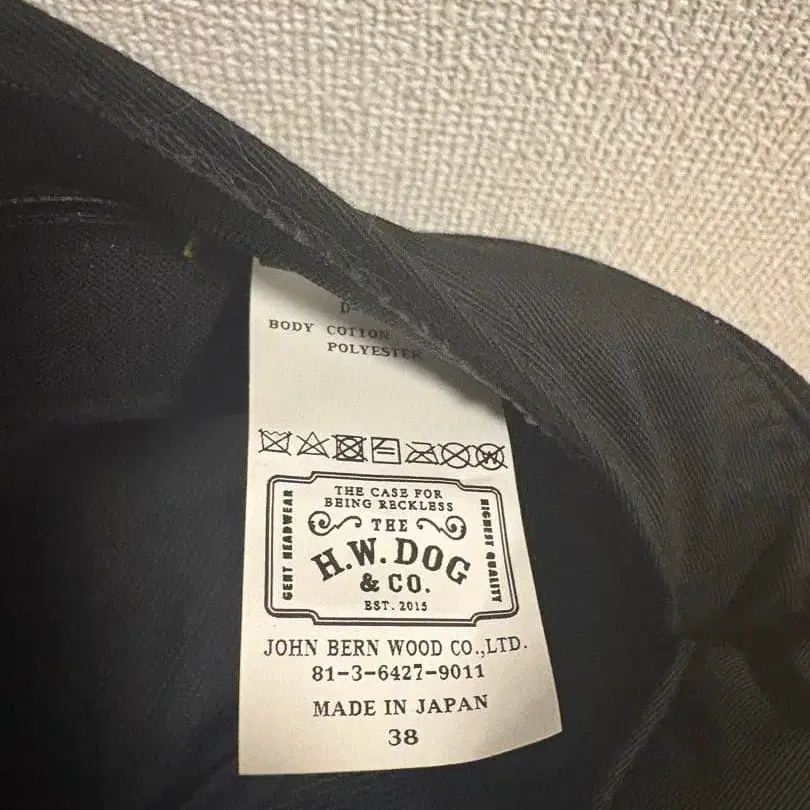 D-
BODY COTTON
POLYESTER
THE CASE FOR
BEING RECKLESS
GENT HEADWEAR
THE
H.W.DOG
& CO.
EST. 2015
HIGHEST QUALITY
JOHN BERN WOOD CO.,LTD.
81-3-6427-9011
MADE IN JAPAN
38